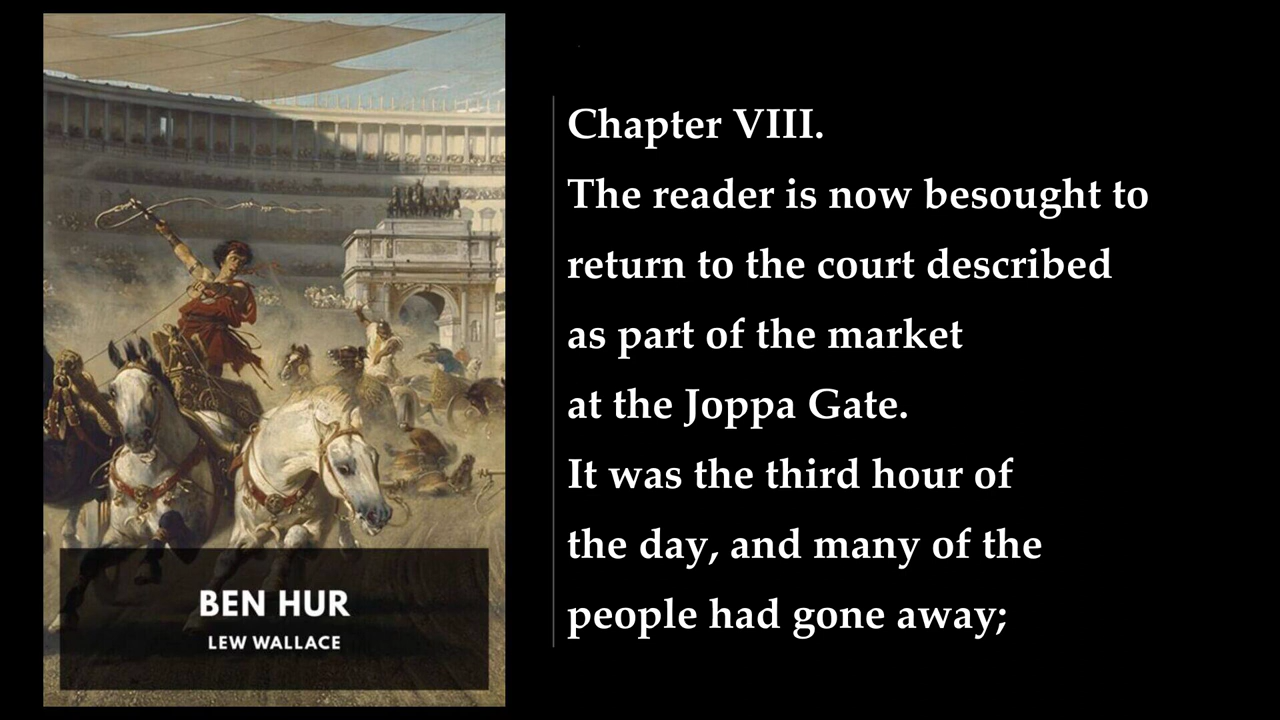 BEN HUR
LEW WALLACE
Chapter VIII.
The reader is now besought to
return to the court described
as part of the market
at the Joppa Gate.
It was the third hour of
the day, and many of the
people had gone away;